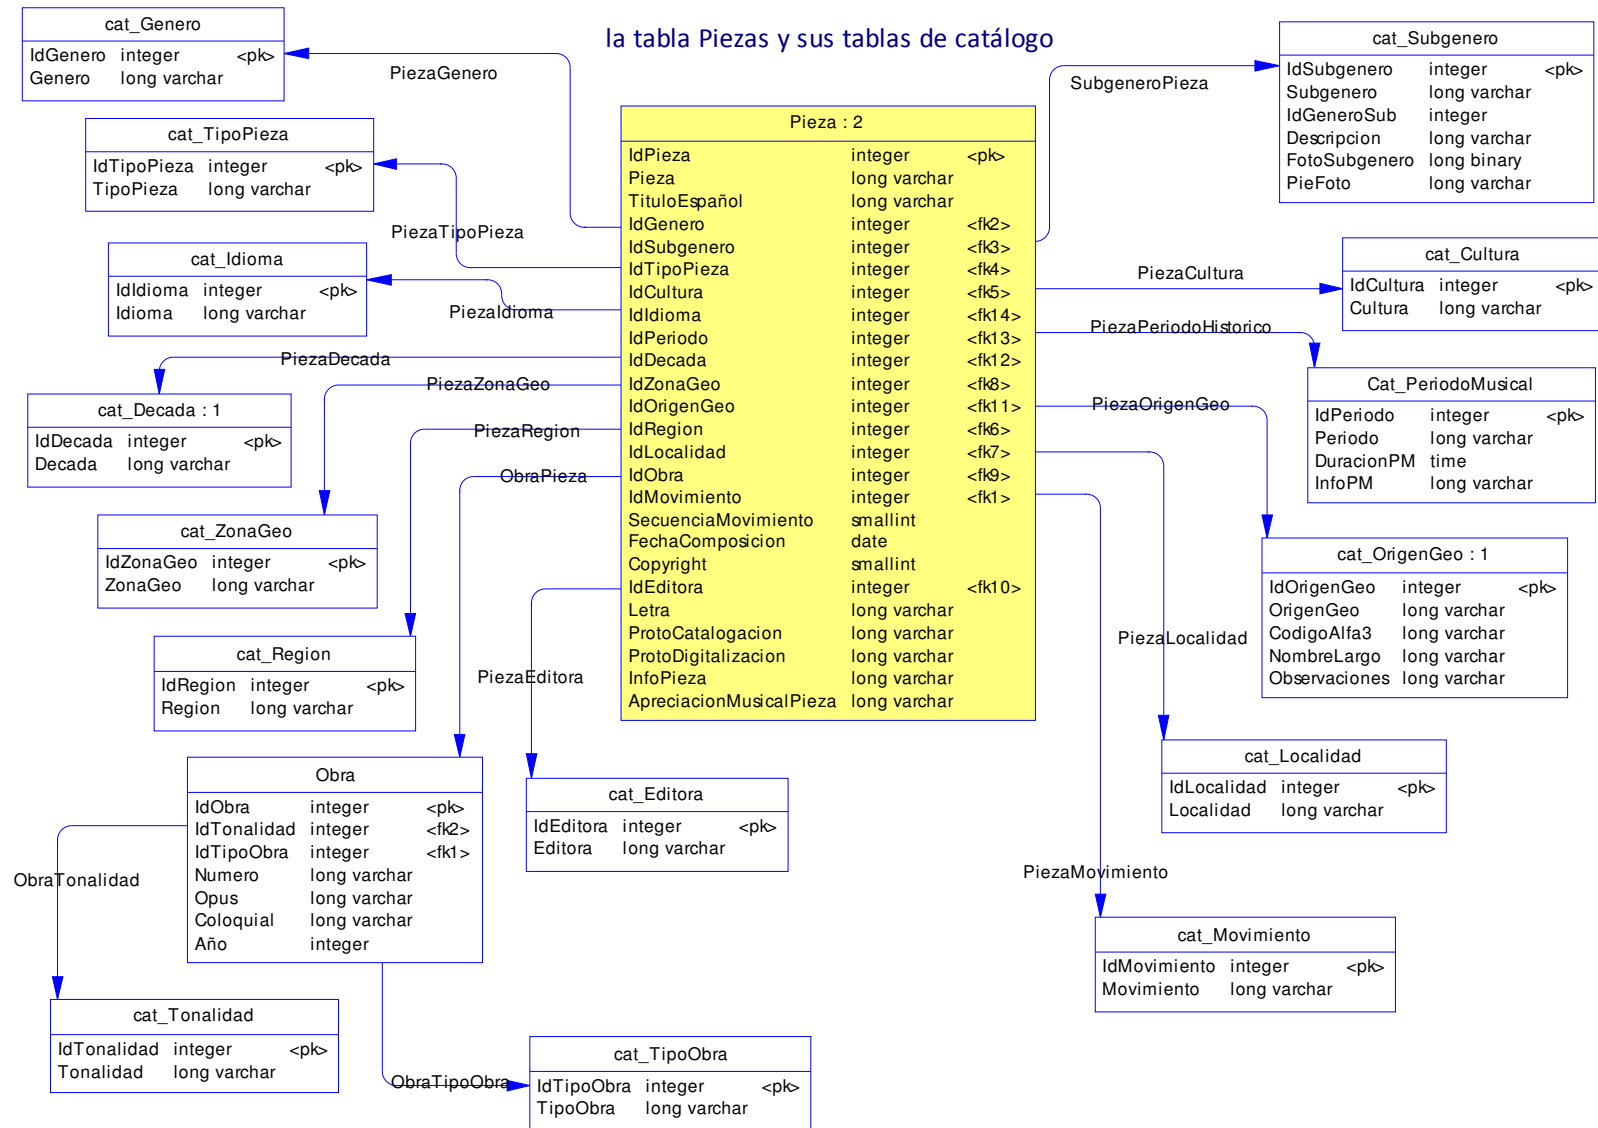 la tabla Piezas y sus tablas de catálogo
cat_Genero
IdGenero integer <pk>
Genero long varchar
PiezaGenero
cat_TipoPieza
IdTipoPieza integer <pk>
TipoPieza long varchar
PiezaTipoPieza
cat_Idioma
IdIdioma integer <pk>
Idioma long varchar
PiezaIdioma
PiezaDecada
cat_Decada : 1
IdDecada integer <pk>
Decada long varchar
PiezaZonaGeo
cat_ZonaGeo
IdZonaGeo integer <pk>
ZonaGeo long varchar
PiezaRegion
cat_Region
IdRegion integer <pk>
Region long varchar
ObraPieza
Obra
IdObra integer <pk>
IdTonalidad integer <fk2>
IdTipoObra integer <fk1>
Numero long varchar
Opus long varchar
Coloquial long varchar
Año integer
ObraTonalidad
cat_Tonalidad
IdTonalidad integer <pk>
Tonalidad long varchar
ObraTipoObra
cat_TipoObra
IdTipoObra integer <pk>
TipoObra long varchar
Pieza : 2
IdPieza integer <pk>
Pieza long varchar
TituloEspañol long varchar
IdGenero integer <fk2>
IdSubgenero integer <fk3>
IdTipoPieza integer <fk4>
IdCultura integer <fk5>
IdIdioma integer <fk14>
IdPeriodo integer <fk13>
IdDecada integer <fk12>
IdZonaGeo integer <fk8>
IdOrigenGeo integer <fk11>
IdRegion integer <fk6>
IdLocalidad integer <fk7>
IdObra integer <fk9>
IdMovimiento integer <fk1>
SecuenciaMovimiento smallint
FechaComposicion date
Copyright smallint
IdEditora integer <fk10>
Letra long varchar
ProtoCatalogacion long varchar
ProtoDigitalizacion long varchar
InfoPieza long varchar
ApreciacionMusicalPieza long varchar
PiezaEditora
cat_Editora
IdEditora integer <pk>
Editora long varchar
SubgeneroPieza
cat_Subgenero
IdSubgenero integer <pk>
Subgenero long varchar
IdGeneroSub integer
Descripcion long varchar
FotoSubgenero long binary
PieFoto long varchar
PiezaCultura
cat_Cultura
IdCultura integer <pk>
Cultura long varchar
PiezaPeriodoHistorico
Cat_PeriodoMusical
IdPeriodo integer <pk>
Periodo long varchar
DuracionPM time
InfoPM long varchar
PiezaOrigenGeo
cat_OrigenGeo : 1
IdOrigenGeo integer <pk>
OrigenGeo long varchar
CodigoAlfa3 long varchar
NombreLargo long varchar
Observaciones long varchar
PiezaLocalidad
cat_Localidad
IdLocalidad integer <pk>
Localidad long varchar
PiezaMovimiento
cat_Movimiento
IdMovimiento integer <pk>
Movimiento long varchar